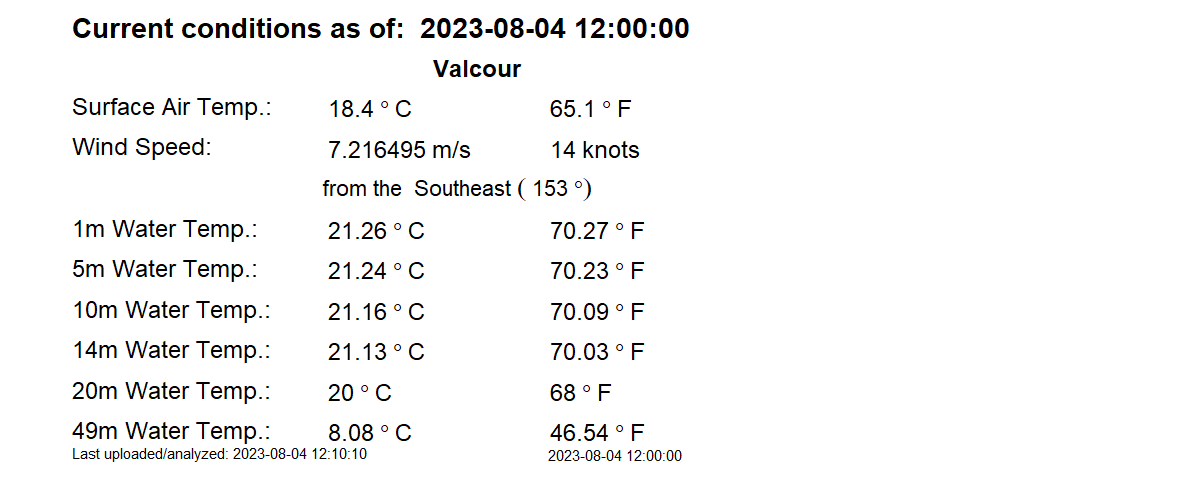 Current conditions as of:  2023-08-04 12:00:00
Valcour
Surface Air Temp.: 18.4 ° C 65.1 ° F
Wind Speed: 7.216495 m/s 14 knots
from the  Southeast ( 153 °)
1m Water Temp.: 21.26 ° C 70.27 ° F
5m Water Temp.: 21.24 ° C 70.23 ° F
10m Water Temp.: 21.16 ° C 70.09 ° F
14m Water Temp.: 21.13 ° C 70.03 ° F
20m Water Temp.: 20 ° C 68 ° F
49m Water Temp.: 8.08 ° C 46.54 ° F
Last uploaded/analyzed: 2023-08-04 12:10:10 2023-08-04 12:00:00